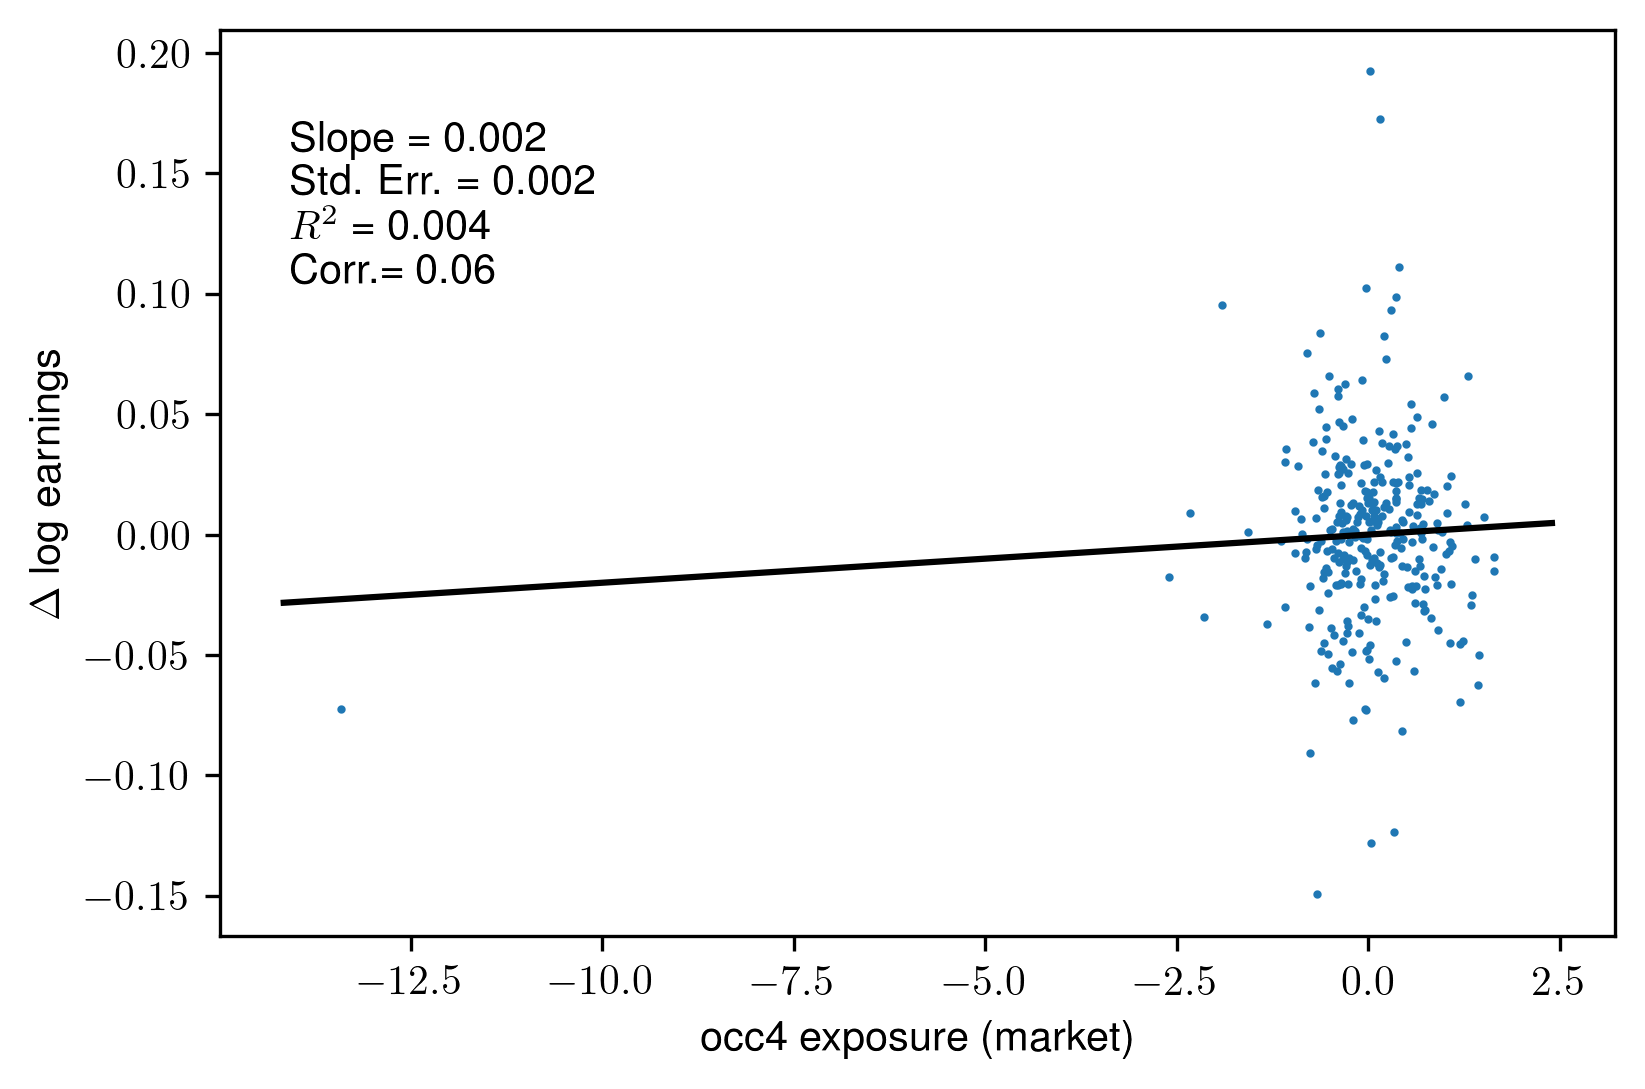 0.20
0.15
0.10
0.05
0.00
−0.05
−0.10
−0.15
Δ log earnings
Slope = 0.002
Std. Err. = 0.002
R² = 0.004
Corr.= 0.06
−12.5 −10.0 −7.5 −5.0 −2.5 0.0 2.5
occ4 exposure (market)